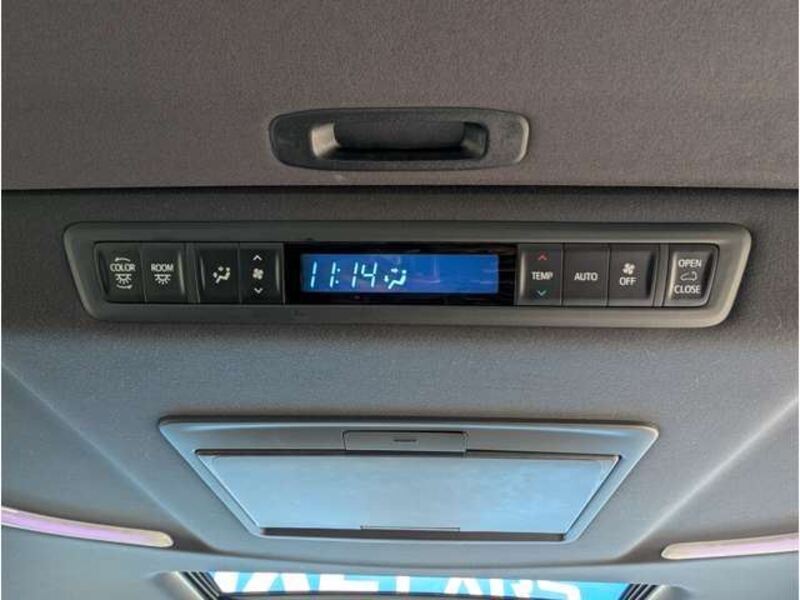 COLOR
ROOM
11:14
TEMP
AUTO
OFF
OPEN
CLOSE